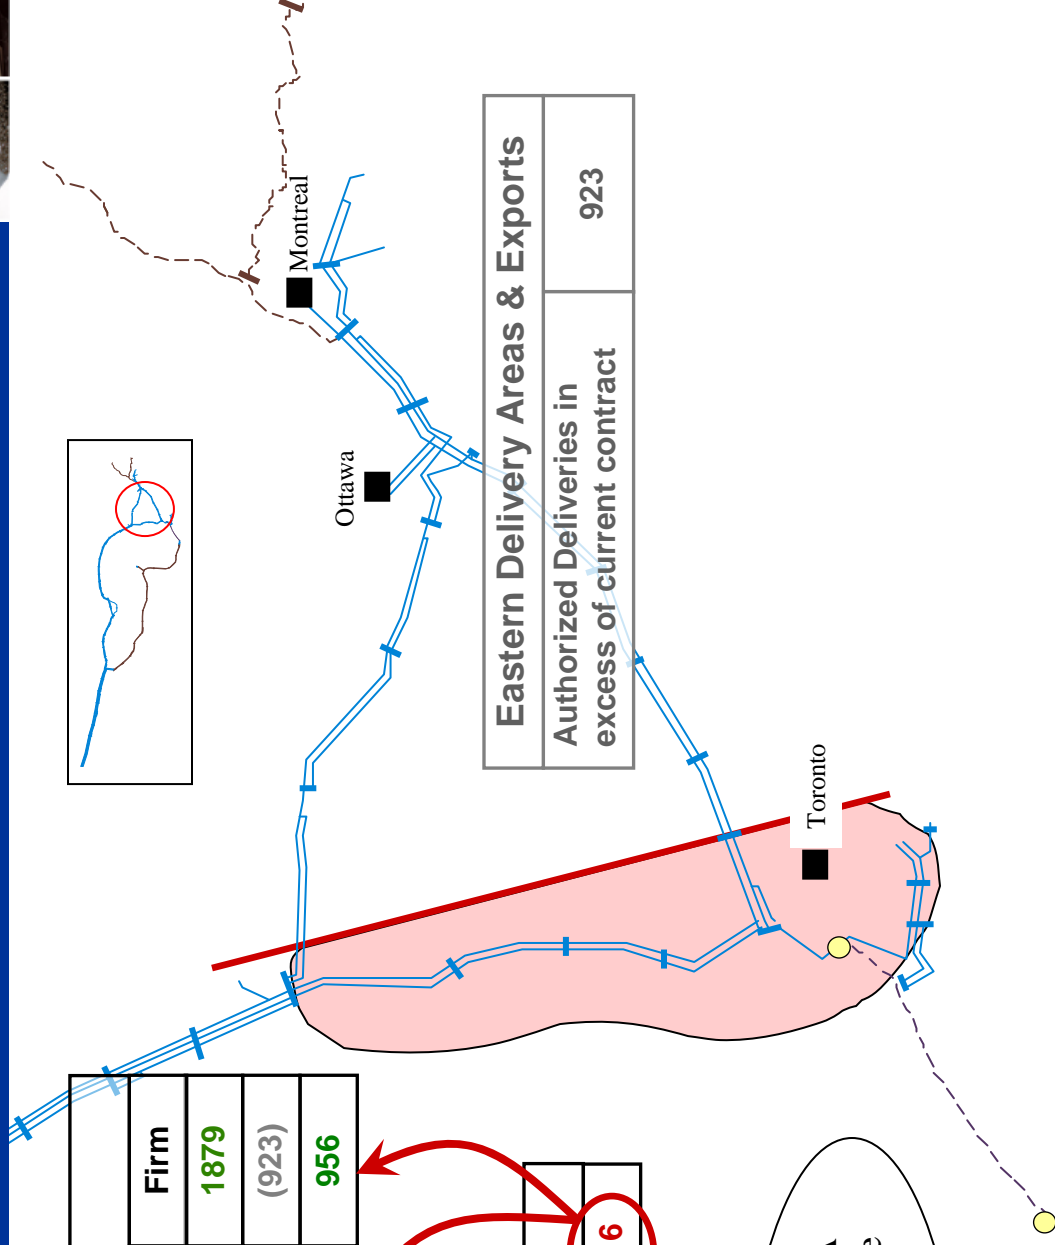 Montreal
Ottawa
Eastern Delivery Areas & Exports
Authorized Deliveries in
excess of current contract
923
Toronto
Firm
1879
(923)
956
6